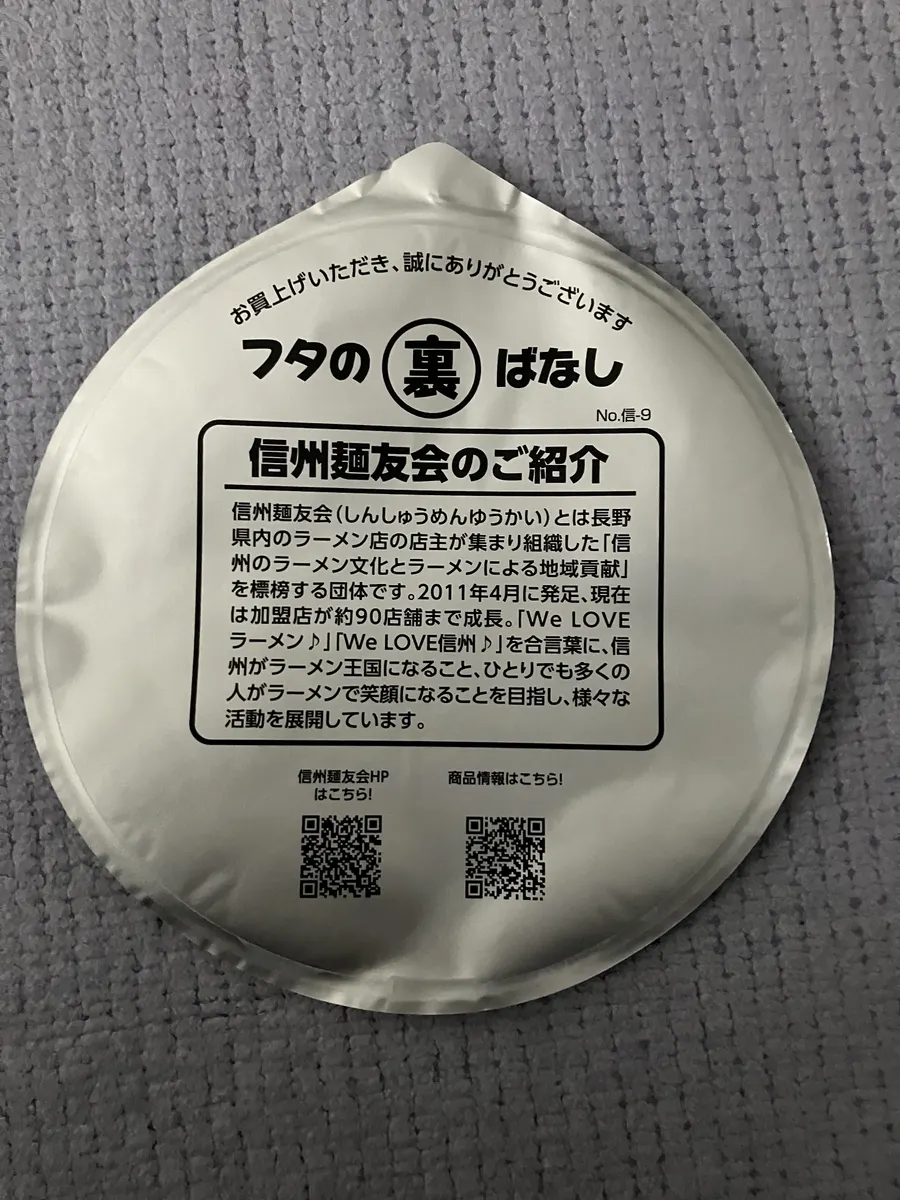 お買上げいただき、誠にありがとうございます
フタの 裏 ばなし
No.信-9
信州麺友会のご紹介
信州麺友会(しんしゅうめんゆうかい)とは長野
県内のラーメン店の店主が集まり組織した「信
州のラーメン文化とラーメンによる地域貢献」
を標榜する団体です。2011年4月に発足、現在
は加盟店が約90店舗まで成長。「We LOVE
ラーメン♪」「We LOVE信州♪」を合言葉に、信
州がラーメン王国になること、ひとりでも多くの
人がラーメンで笑顔になることを目指し、様々な
活動を展開しています。
信州麺友会HP
はこちら!
商品情報はこちら!